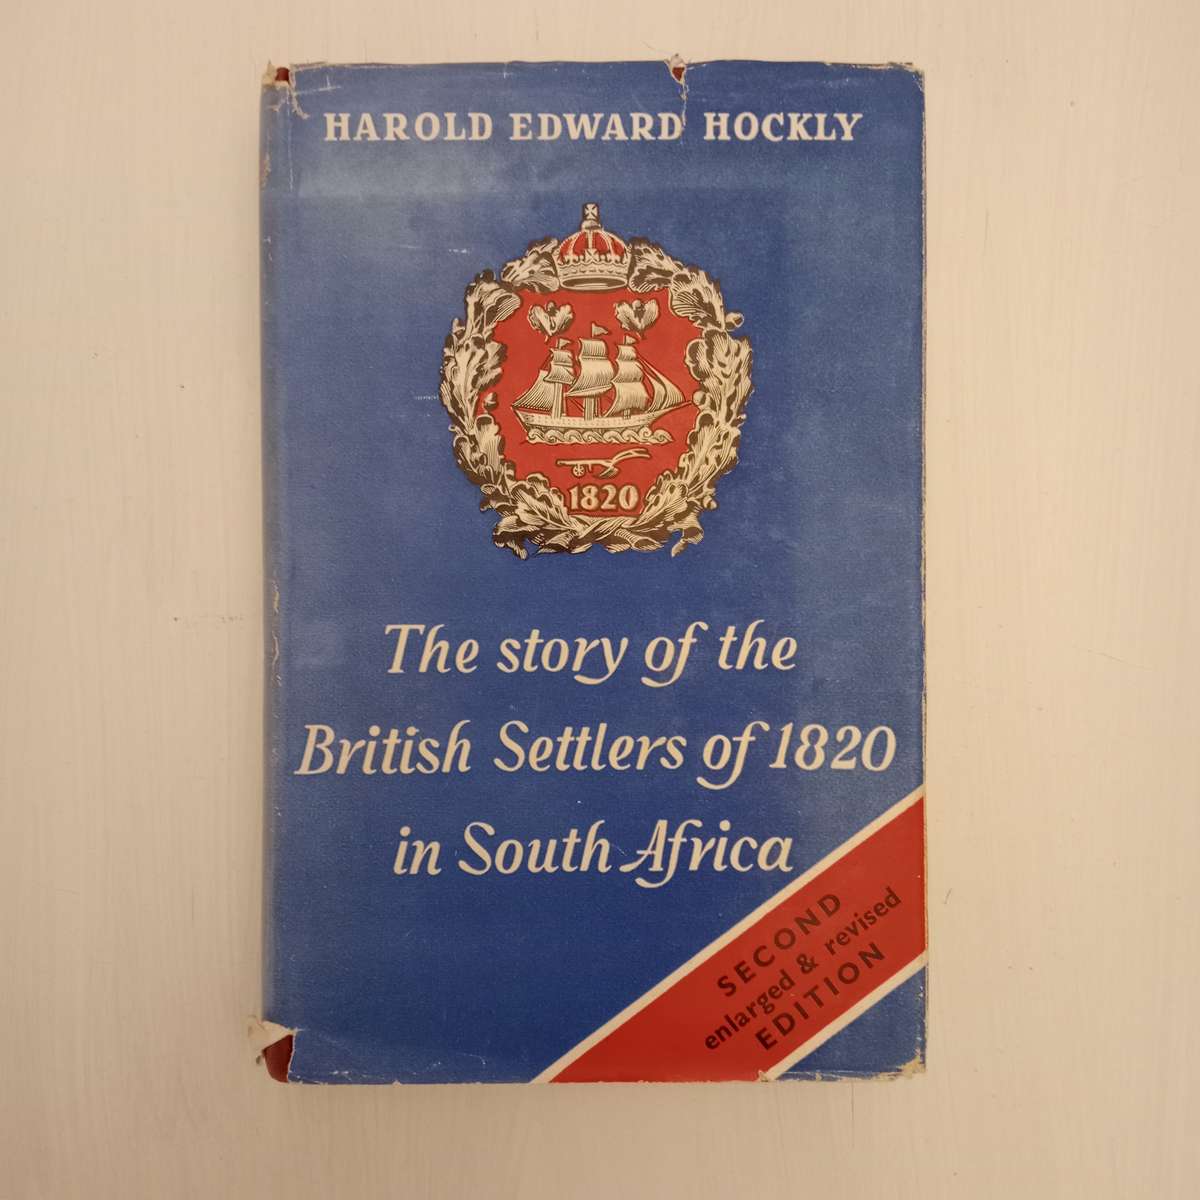 HAROLD EDWARD HOCKLY
1820
The story of the
British Settlers of 1820
in South Africa
SECOND
enlarged & revised
EDITION